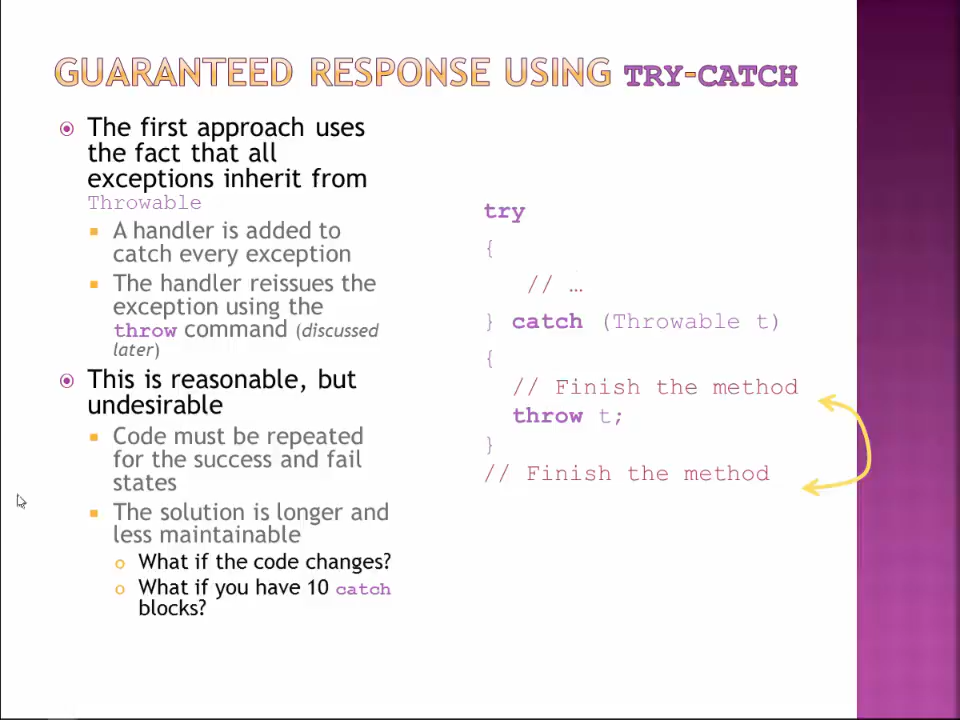 GUARANTEED RESPONSE USING TRY-CATCH
The first approach uses
the fact that all
exceptions inherit from
Throwable
A handler is added to
catch every exception
The handler reissues the
exception using the
throw command (discussed
later)
This is reasonable, but
undesirable
Code must be repeated
for the success and fail
states
The solution is longer and
less maintainable
What if the code changes?
What if you have 10 catch
blocks?
try
{
// …
} catch (Throwable t)
{
// Finish the method
throw t;
}
// Finish the method